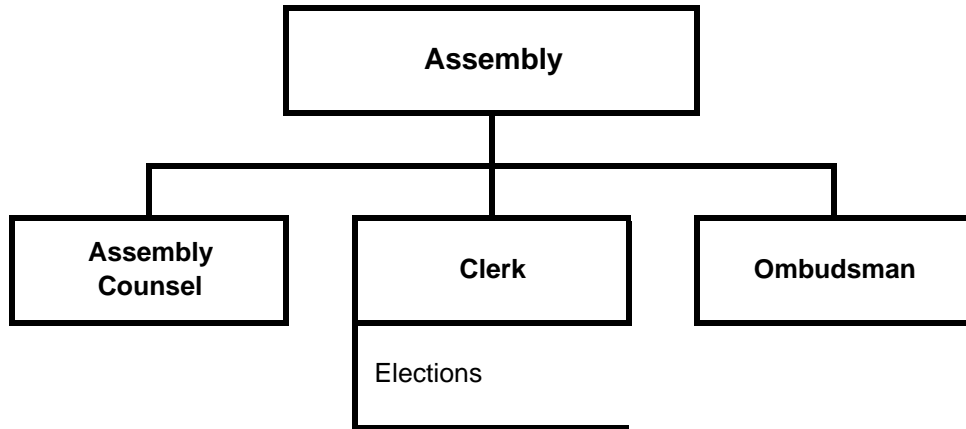 Assembly
Assembly
Counsel
Clerk
Ombudsman
Elections